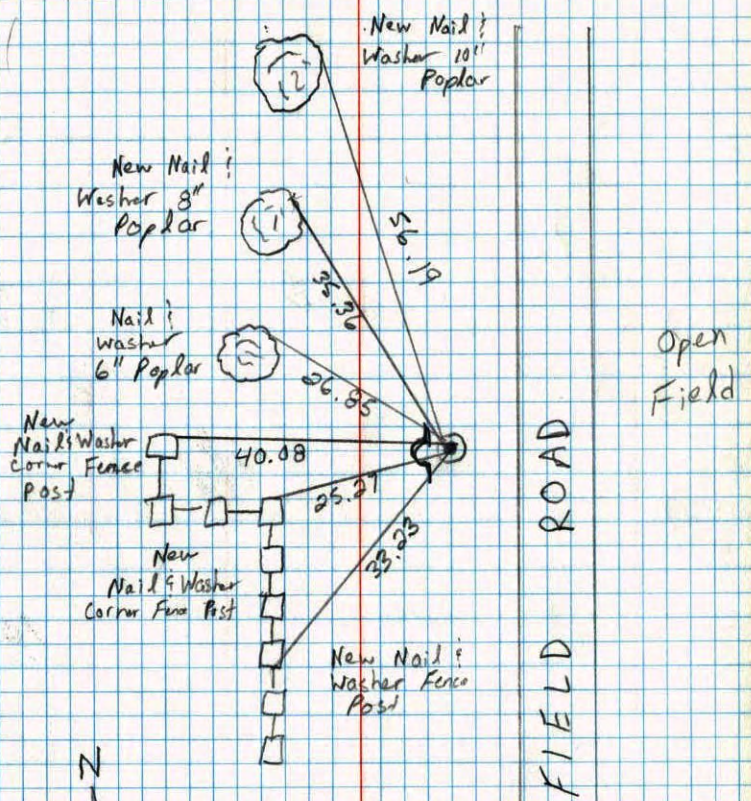 New Nail &
Washer 10"
Poplar
2
New Nail &
Washer 8"
Poplar
1
56.19
35.36
Nail &
washer
6" Poplar
26.85
Open
Field
New
Nail & Washer
Corner Fence
Post
40.08
25.27
33.23
New
Nail & Washer
Corner Fence Post
New Nail &
Washer Fence
Post
FIELD ROAD
N